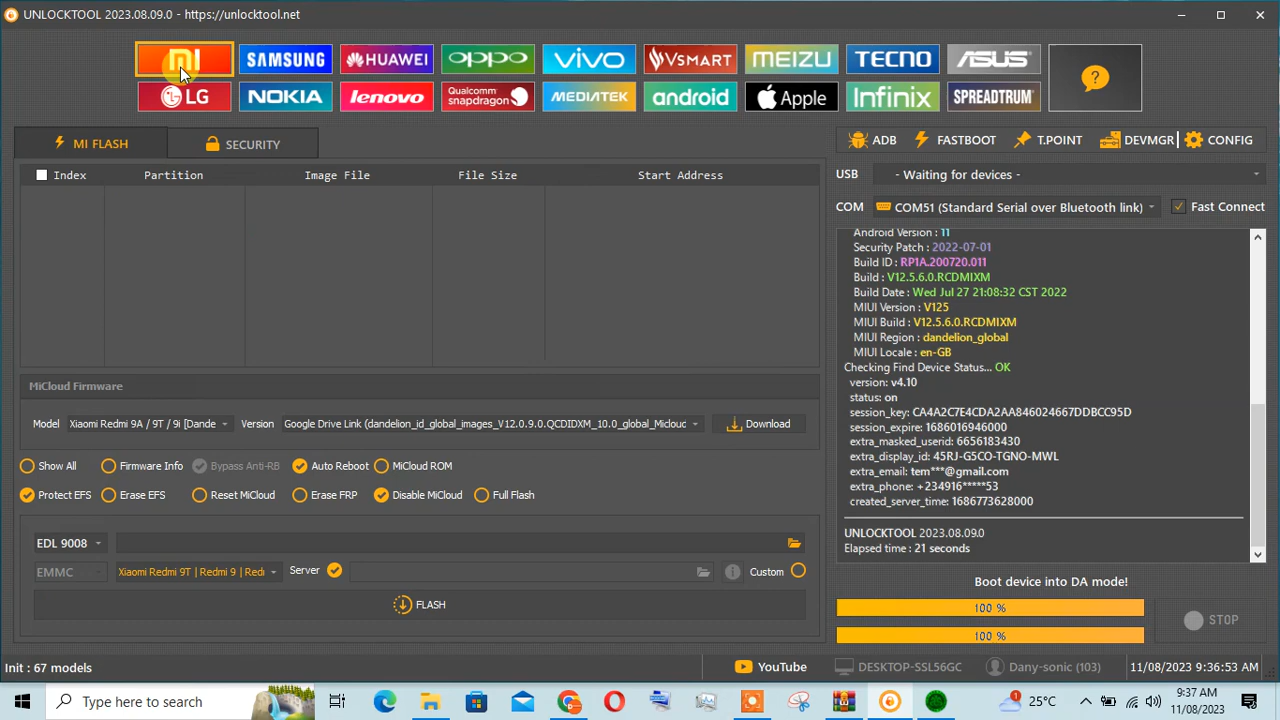 UNLOCKTOOL 2023.08.09.0 - https://unlocktool.net
MI SAMSUNG HUAWEI OPPO vivo VSMART MEIZU TECNO ASUS ?
LG NOKIA lenovo Qualcomm snapdragon MEDIATEK android Apple Infinix SPREADTRUM
MI FLASH SECURITY
ADB FASTBOOT T.POINT DEVMGR CONFIG
Index Partition Image File File Size Start Address
USB - Waiting for devices -
COM COM51 (Standard Serial over Bluetooth link) Fast Connect
Android Version : 11
Security Patch : 2022-07-01
Build ID : RP1A.200720.011
Build : V12.5.6.0.RCDMIXM
Build Date : Wed Jul 27 21:08:32 CST 2022
MIUI Version : V125
MIUI Build : V12.5.6.0.RCDMIXM
MIUI Region : dandelion_global
MIUI Locale : en-GB
Checking Find Device Status... OK
version: v4.10
status: on
session_key: CA4A2C7E4CDA2AA846024667DDBCC95D
session_expire: 1686016946000
extra_masked_userid: 6656183430
extra_display_id: 45RJ-G5CO-TGNO-MWL
extra_email: tem***@gmail.com
extra_phone: +234916*****53
created_server_time: 1686773628000
UNLOCKTOOL 2023.08.09.0
Elapsed time : 21 seconds
MiCloud Firmware
Model Xiaomi Redmi 9A / 9T / 9i [Dande Version Google Drive Link (dandelion_id_global_images_V12.0.9.0.QCDIDXM_10.0_global_Miclouc Download
Show All Firmware Info Bypass Anti-RB Auto Reboot MiCloud ROM
Protect EFS Erase EFS Reset MiCloud Erase FRP Disable MiCloud Full Flash
EDL 9008
EMMC Xiaomi Redmi 9T | Redmi 9 | Redi Server i Custom
FLASH
Boot device into DA mode!
100 %
100 %
STOP
Init : 67 models YouTube DESKTOP-SSL56GC Dany-sonic (103) 11/08/2023 9:36:53 AM
Type here to search 1 25°C 9:37 AM
11/08/2023